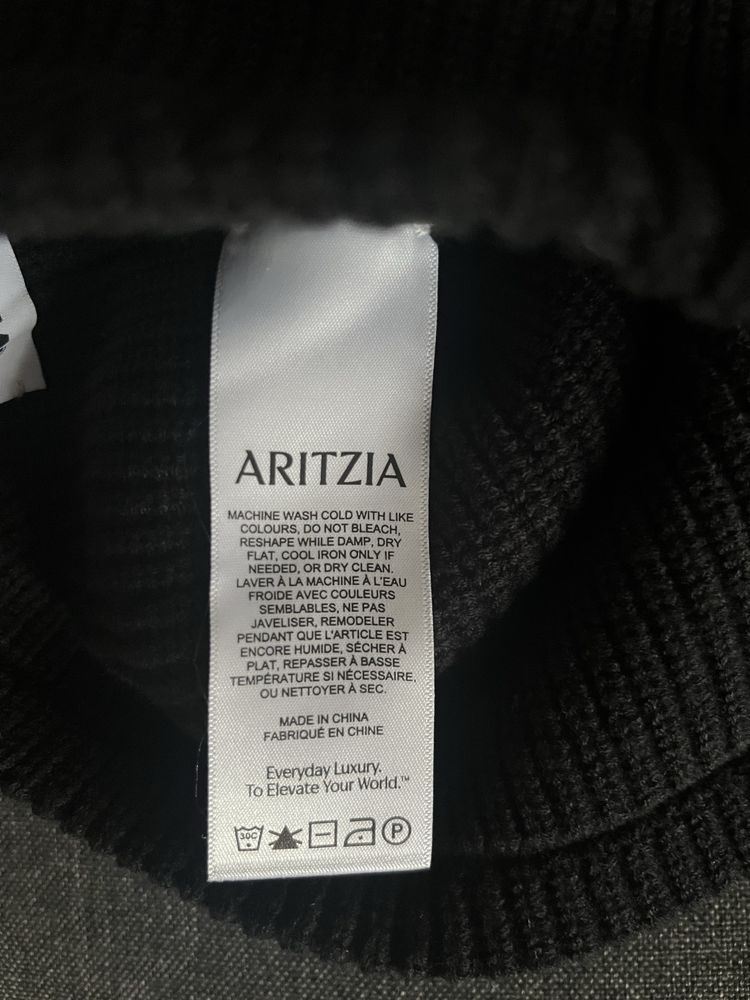 ARITZIA
MACHINE WASH COLD WITH LIKE
COLOURS, DO NOT BLEACH,
RESHAPE WHILE DAMP, DRY
FLAT, COOL IRON ONLY IF
NEEDED, OR DRY CLEAN.
LAVER À LA MACHINE À L'EAU
FROIDE AVEC COULEURS
SEMBLABLES, NE PAS
JAVELISER, REMODELER
PENDANT QUE L'ARTICLE EST
ENCORE HUMIDE, SÉCHER À
PLAT, REPASSER À BASSE
TEMPÉRATURE SI NÉCESSAIRE,
OU NETTOYER À SEC.
MADE IN CHINA
FABRIQUÉ EN CHINE
Everyday Luxury.
To Elevate Your World.™
30C P